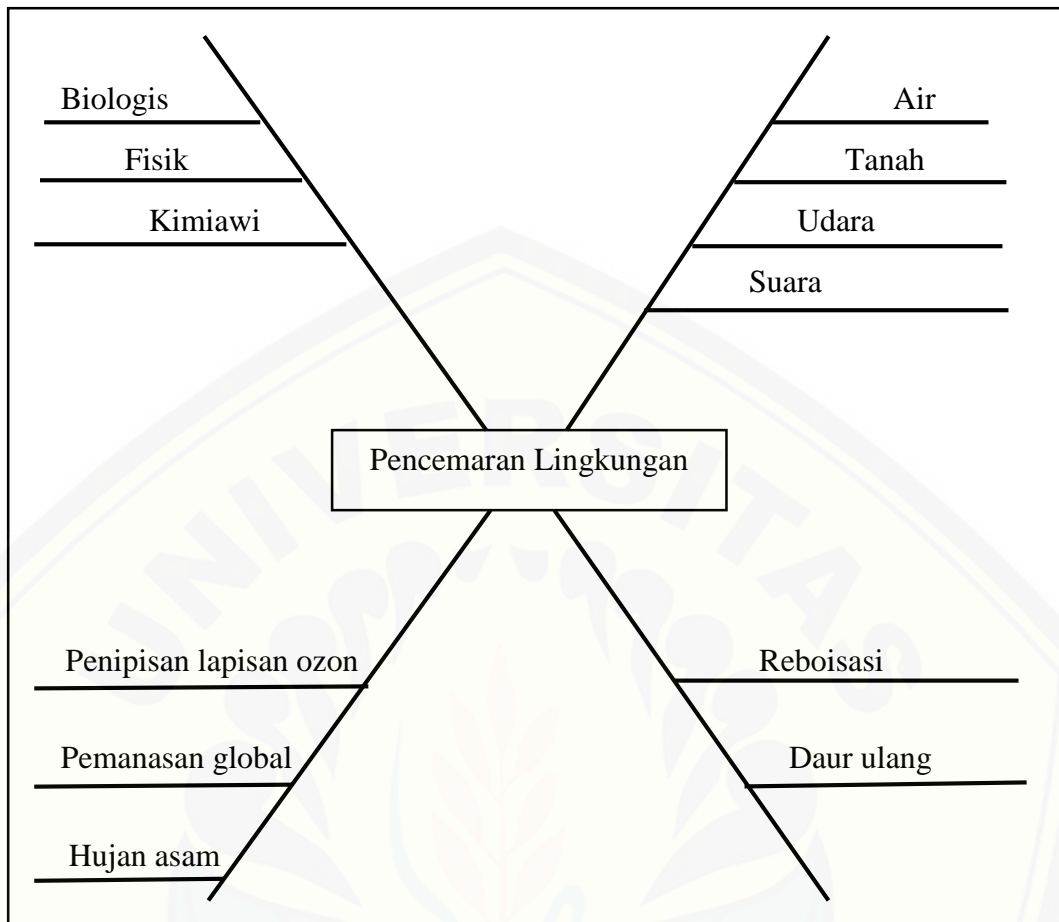 Biologis
Fisik
Kimiawi
Air
Tanah
Udara
Suara
Pencemaran Lingkungan
Penipisan lapisan ozon
Pemanasan global
Hujan asam
Reboisasi
Daur ulang
UNIVERSITAS